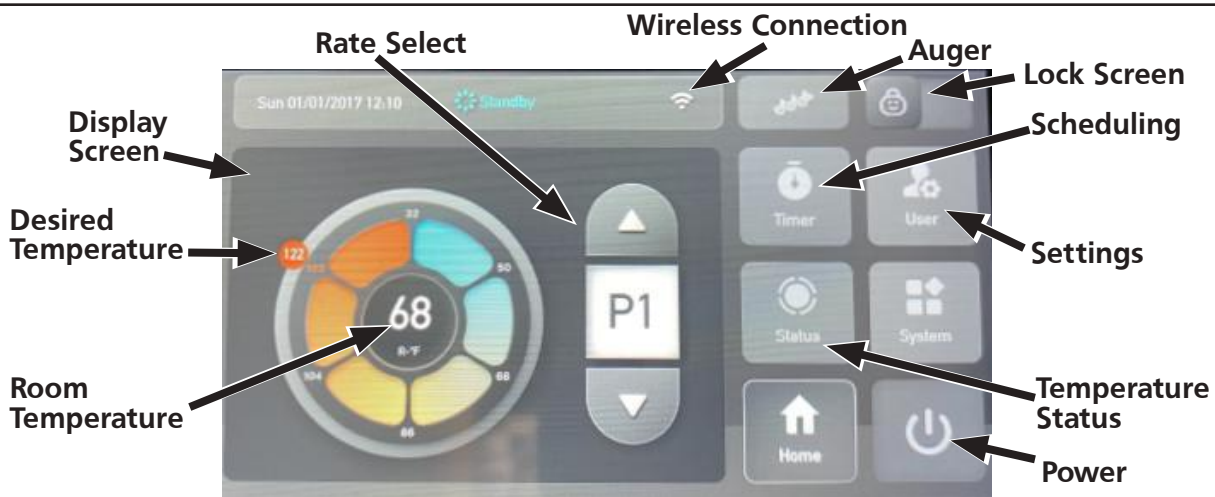 Wireless Connection
Rate Select
Auger
Lock Screen
Sun 01/01/2017 12:10
Standby
Scheduling
Display
Screen
Timer
User
Desired
Temperature
122
32
50
Settings
68
R-°F
P1
Status
System
104
68
86
Room
Temperature
Temperature
Status
Home
Power